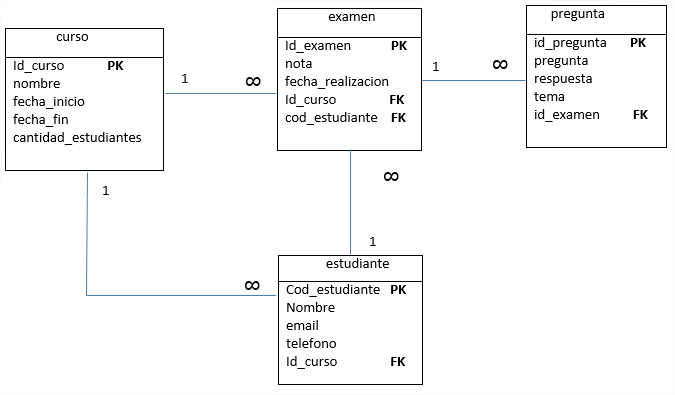 curso
Id_curso PK
nombre
fecha_inicio
fecha_fin
cantidad_estudiantes
1
∞
examen
Id_examen PK
nota
fecha_realizacion
Id_curso FK
cod_estudiante FK
1
∞
pregunta
id_pregunta PK
pregunta
respuesta
tema
id_examen FK
1
∞
∞
1
estudiante
Cod_estudiante PK
Nombre
email
telefono
Id_curso FK